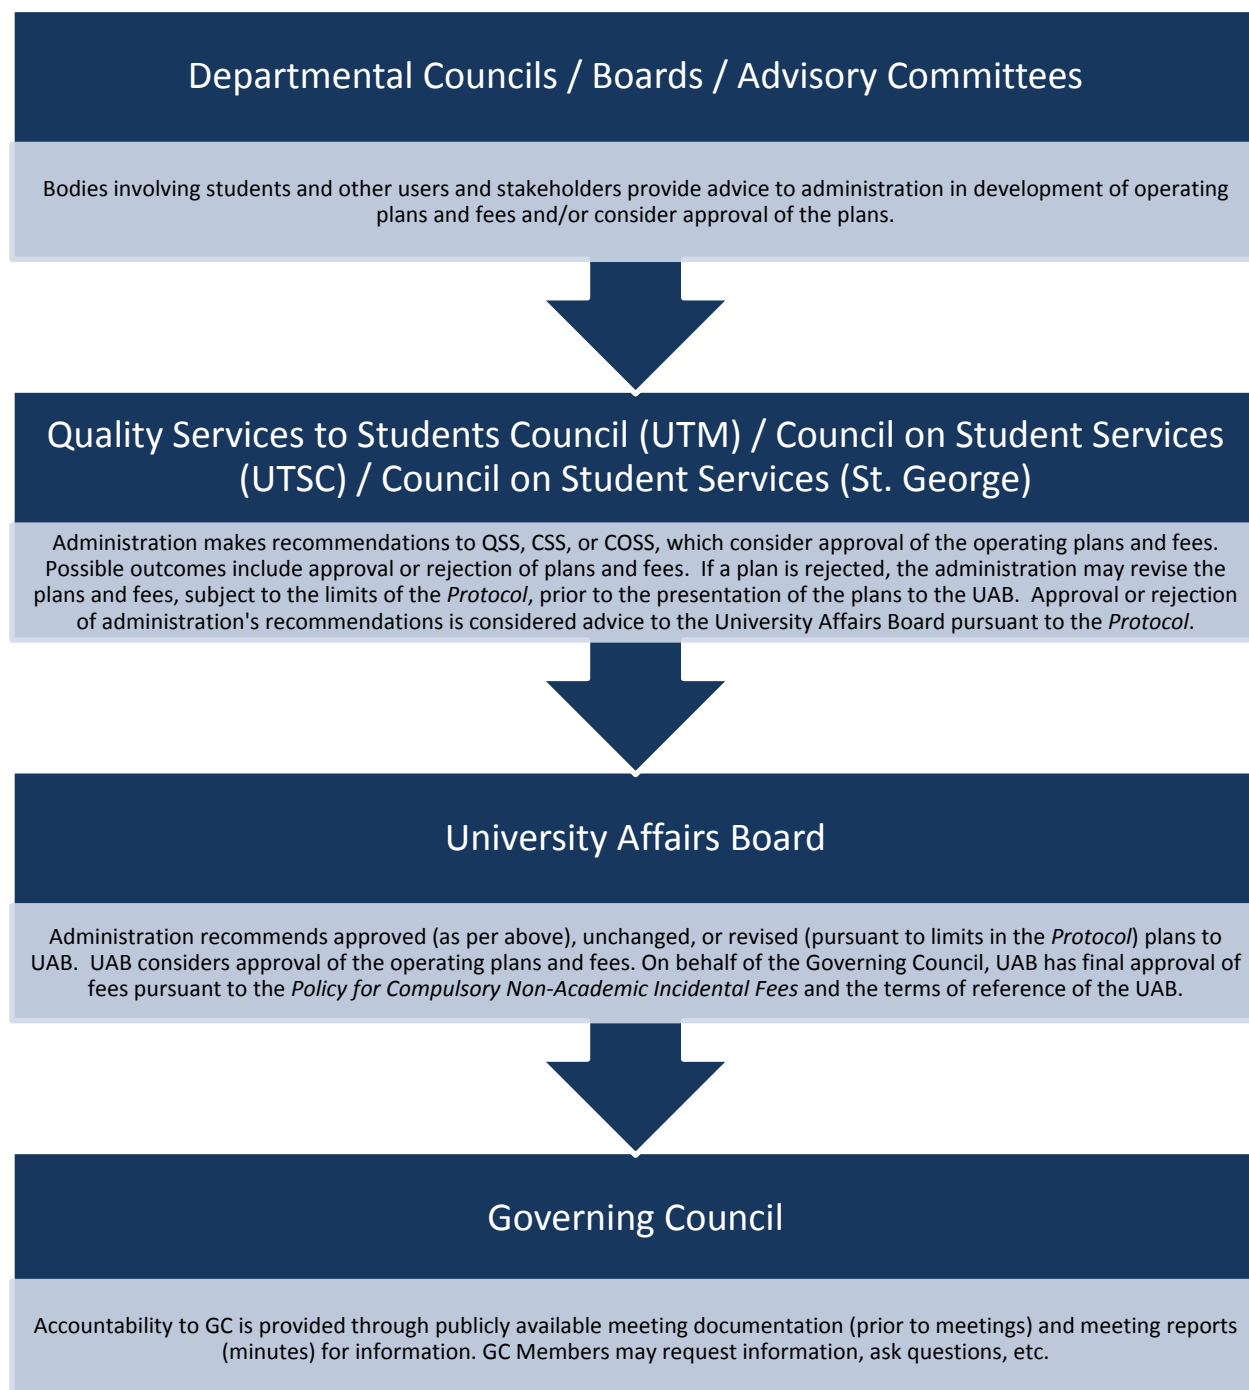 Departmental Councils / Boards / Advisory Committees
Bodies involving students and other users and stakeholders provide advice to administration in development of operating
plans and fees and/or consider approval of the plans.
Quality Services to Students Council (UTM) / Council on Student Services
(UTSC) / Council on Student Services (St. George)
Administration makes recommendations to QSS, CSS, or COSS, which consider approval of the operating plans and fees.
Possible outcomes include approval or rejection of plans and fees.  If a plan is rejected, the administration may revise the
plans and fees, subject to the limits of the Protocol, prior to the presentation of the plans to the UAB.  Approval or rejection
of administration's recommendations is considered advice to the University Affairs Board pursuant to the Protocol.
University Affairs Board
Administration recommends approved (as per above), unchanged, or revised (pursuant to limits in the Protocol) plans to
UAB.  UAB considers approval of the operating plans and fees. On behalf of the Governing Council, UAB has final approval of
fees pursuant to the Policy for Compulsory Non-Academic Incidental Fees and the terms of reference of the UAB.
Governing Council
Accountability to GC is provided through publicly available meeting documentation (prior to meetings) and meeting reports
(minutes) for information. GC Members may request information, ask questions, etc.